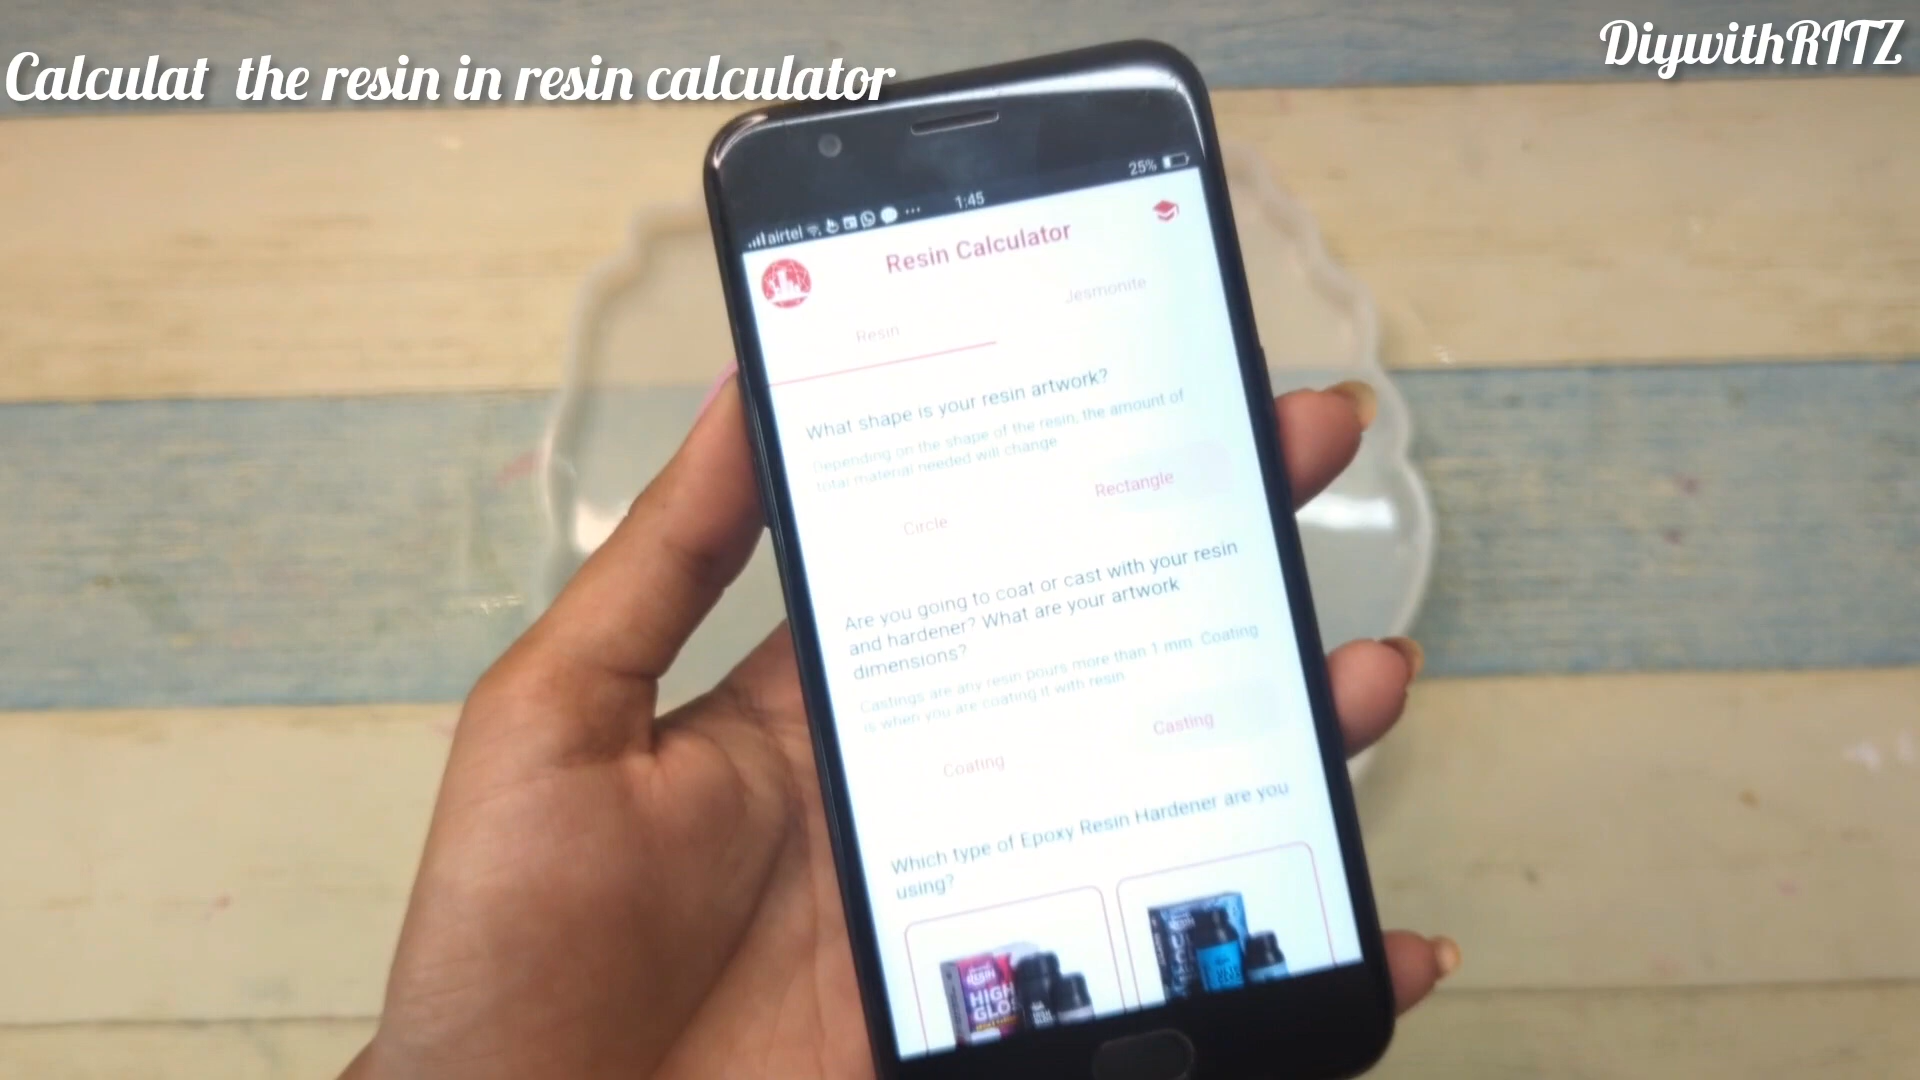 Calculat the resin in resin calculator
DiywithRITZ
airtel
1:45
25%
Resin Calculator
Resin
Jesmonite
What shape is your resin artwork?
Depending on the shape of the resin, the amount of
total material needed will change
Circle
Rectangle
Are you going to coat or cast with your resin
and hardener? What are your artwork
dimensions?
Castings are any resin pours more than 1 mm. Coating
is when you are coating it with resin
Coating
Casting
Which type of Epoxy Resin Hardener are you
using?
RESIN
HIGH
GLOS